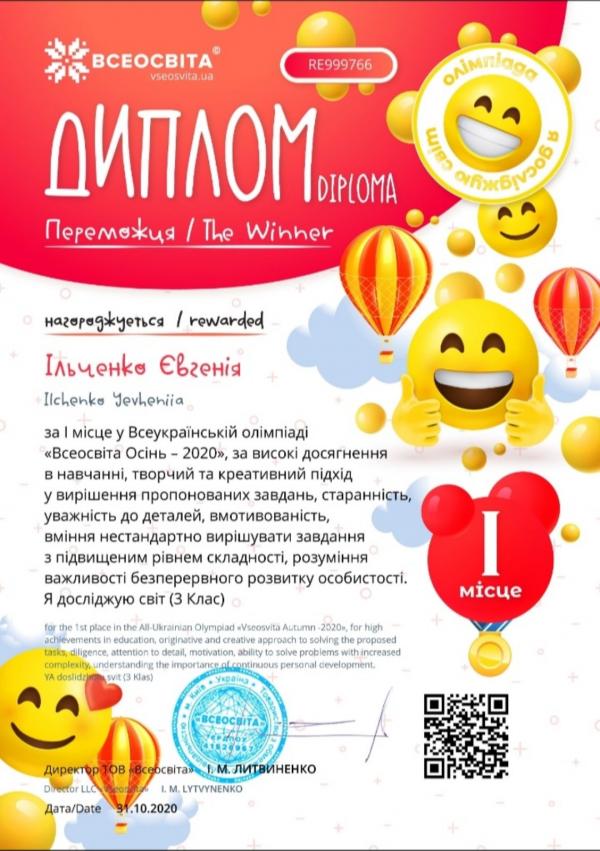 ВСЕОСВІТА©
vseosvita.ua
RE999766
олімпіада
я досліджую світ
ДИПЛОМ
DIPLOMA
Переможця / The Winner
нагороджується / rewarded
Ільченко Євгенія
Ilchenko Yevheniia
за І місце у Всеукраїнській олімпіаді
«Всеосвіта Осінь – 2020», за високі досягнення
в навчанні, творчий та креативний підхід
у вирішення пропонованих завдань, старанність,
уважність до деталей, вмотивованість,
вміння нестандартно вирішувати завдання
з підвищеним рівнем складності, розуміння
важливості безперервного розвитку особистості.
Я досліджую світ (3 Клас)
I
місце
for the 1st place in the All-Ukrainian Olympiad «Vseosvita Autumn -2020», for high
achievements in education, originative and creative approach to solving the proposed
tasks, diligence, attention to detail, motivation, ability to solve problems with increased
complexity, understanding the importance of continuous personal development.
YA doslidzhuju svit (3 Klas)
м. Київ * Україна *
«ВСЕОСВІТА»
Директор ТОВ «Всеосвіта» І. М. ЛИТВИНЕНКО
Director LLC «Vseosvita» I. M. LYTVYNENKO
Дата/Date 31.10.2020